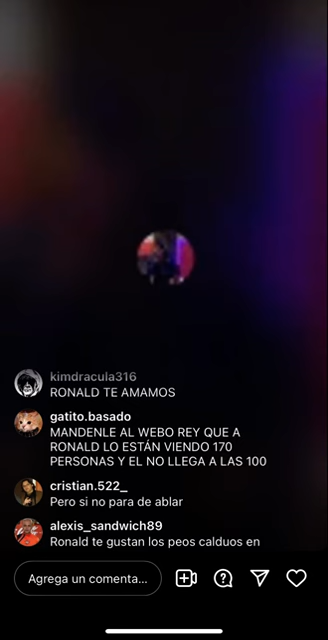 kimdracula316
RONALD TE AMAMOS
gatito.basado
MANDENLE AL WEBO REY QUE A
RONALD LO ESTÁN VIENDO 170
PERSONAS Y EL NO LLEGA A LAS 100
cristian.522_
Pero si no para de ablar
alexis_sandwich89
Ronald te gustan los peos calduos en
Agrega un comenta...